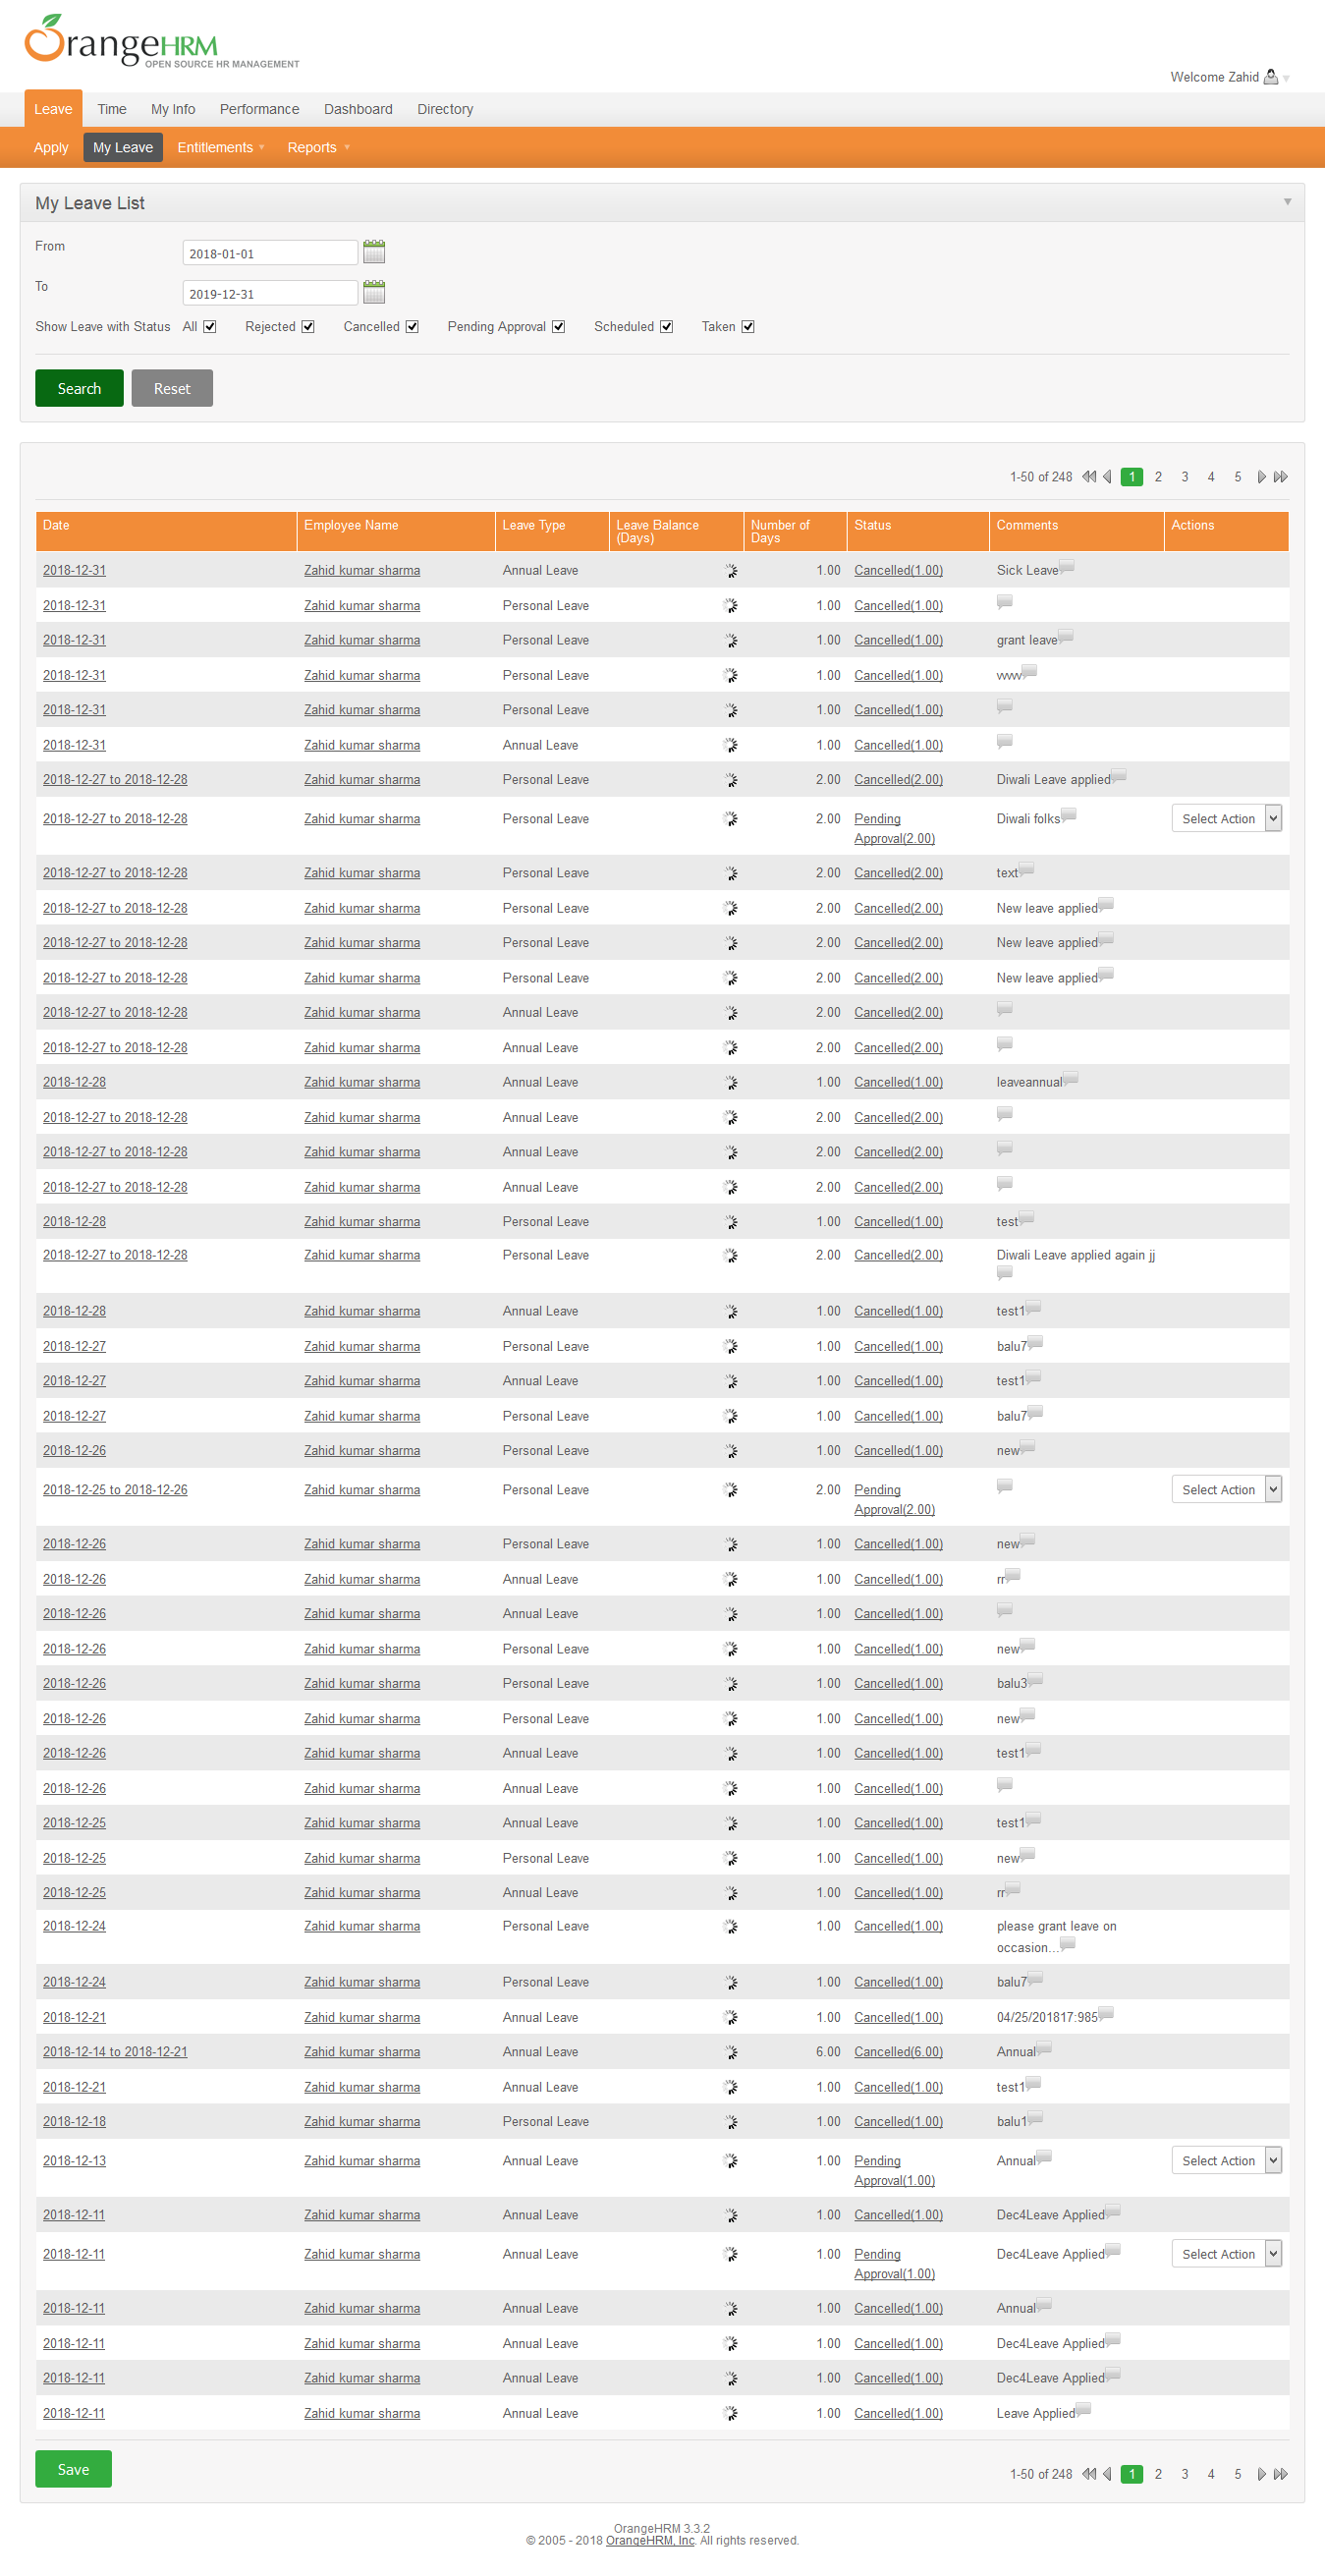 OrangeHRM
OPEN SOURCE HR MANAGEMENT
Welcome Zahid
Leave Time My Info Performance Dashboard Directory
Apply My Leave Entitlements Reports
My Leave List
From 2018-01-01
To 2019-12-31
Show Leave with Status All Rejected Cancelled Pending Approval Scheduled Taken
Search Reset
1-50 of 248 1 2 3 4 5
Date Employee Name Leave Type Leave Balance (Days) Number of Days Status Comments Actions
2018-12-31 Zahid kumar sharma Annual Leave 1.00 Cancelled(1.00) Sick Leave
2018-12-31 Zahid kumar sharma Personal Leave 1.00 Cancelled(1.00)
2018-12-31 Zahid kumar sharma Personal Leave 1.00 Cancelled(1.00) grant leave
2018-12-31 Zahid kumar sharma Personal Leave 1.00 Cancelled(1.00)
2018-12-31 Zahid kumar sharma Personal Leave 1.00 Cancelled(1.00)
2018-12-31 Zahid kumar sharma Annual Leave 1.00 Cancelled(1.00)
2018-12-27 to 2018-12-28 Zahid kumar sharma Personal Leave 2.00 Cancelled(2.00) Diwali Leave applied
2018-12-27 to 2018-12-28 Zahid kumar sharma Personal Leave 2.00 Pending Approval(2.00) Diwali folks Select Action
2018-12-27 to 2018-12-28 Zahid kumar sharma Personal Leave 2.00 Cancelled(2.00) text
2018-12-27 to 2018-12-28 Zahid kumar sharma Personal Leave 2.00 Cancelled(2.00) New leave applied
2018-12-27 to 2018-12-28 Zahid kumar sharma Personal Leave 2.00 Cancelled(2.00) New leave applied
2018-12-27 to 2018-12-28 Zahid kumar sharma Personal Leave 2.00 Cancelled(2.00) New leave applied
2018-12-27 to 2018-12-28 Zahid kumar sharma Annual Leave 2.00 Cancelled(2.00)
2018-12-27 to 2018-12-28 Zahid kumar sharma Annual Leave 2.00 Cancelled(2.00)
2018-12-28 Zahid kumar sharma Annual Leave 1.00 Cancelled(1.00) leaveannual
2018-12-27 to 2018-12-28 Zahid kumar sharma Annual Leave 2.00 Cancelled(2.00)
2018-12-27 to 2018-12-28 Zahid kumar sharma Annual Leave 2.00 Cancelled(2.00)
2018-12-27 to 2018-12-28 Zahid kumar sharma Annual Leave 2.00 Cancelled(2.00)
2018-12-28 Zahid kumar sharma Personal Leave 1.00 Cancelled(1.00) test
2018-12-27 to 2018-12-28 Zahid kumar sharma Personal Leave 2.00 Cancelled(2.00) Diwali Leave applied again jj
2018-12-28 Zahid kumar sharma Annual Leave 1.00 Cancelled(1.00) test1
2018-12-27 Zahid kumar sharma Personal Leave 1.00 Cancelled(1.00) balu7
2018-12-27 Zahid kumar sharma Annual Leave 1.00 Cancelled(1.00) test1
2018-12-27 Zahid kumar sharma Personal Leave 1.00 Cancelled(1.00) balu7
2018-12-26 Zahid kumar sharma Personal Leave 1.00 Cancelled(1.00) new
2018-12-25 to 2018-12-26 Zahid kumar sharma Personal Leave 2.00 Pending Approval(2.00) Select Action
2018-12-26 Zahid kumar sharma Personal Leave 1.00 Cancelled(1.00) new
2018-12-26 Zahid kumar sharma Annual Leave 1.00 Cancelled(1.00) rr
2018-12-26 Zahid kumar sharma Annual Leave 1.00 Cancelled(1.00)
2018-12-26 Zahid kumar sharma Personal Leave 1.00 Cancelled(1.00) new
2018-12-26 Zahid kumar sharma Personal Leave 1.00 Cancelled(1.00) balu3
2018-12-26 Zahid kumar sharma Personal Leave 1.00 Cancelled(1.00) new
2018-12-26 Zahid kumar sharma Annual Leave 1.00 Cancelled(1.00) test1
2018-12-26 Zahid kumar sharma Annual Leave 1.00 Cancelled(1.00)
2018-12-25 Zahid kumar sharma Annual Leave 1.00 Cancelled(1.00) test1
2018-12-25 Zahid kumar sharma Personal Leave 1.00 Cancelled(1.00) new
2018-12-25 Zahid kumar sharma Annual Leave 1.00 Cancelled(1.00) rr
2018-12-24 Zahid kumar sharma Personal Leave 1.00 Cancelled(1.00) please grant leave on occasion...
2018-12-24 Zahid kumar sharma Personal Leave 1.00 Cancelled(1.00) balu7
2018-12-21 Zahid kumar sharma Annual Leave 1.00 Cancelled(1.00) 04/25/201817:985
2018-12-14 to 2018-12-21 Zahid kumar sharma Annual Leave 6.00 Cancelled(6.00) Annual
2018-12-21 Zahid kumar sharma Annual Leave 1.00 Cancelled(1.00) test1
2018-12-18 Zahid kumar sharma Personal Leave 1.00 Cancelled(1.00) balu1
2018-12-13 Zahid kumar sharma Annual Leave 1.00 Pending Approval(1.00) Annual Select Action
2018-12-11 Zahid kumar sharma Annual Leave 1.00 Cancelled(1.00) Dec4Leave Applied
2018-12-11 Zahid kumar sharma Annual Leave 1.00 Pending Approval(1.00) Dec4Leave Applied Select Action
2018-12-11 Zahid kumar sharma Annual Leave 1.00 Cancelled(1.00) Annual
2018-12-11 Zahid kumar sharma Annual Leave 1.00 Cancelled(1.00) Dec4Leave Applied
2018-12-11 Zahid kumar sharma Annual Leave 1.00 Cancelled(1.00) Dec4Leave Applied
2018-12-11 Zahid kumar sharma Annual Leave 1.00 Cancelled(1.00) Leave Applied
Save 1-50 of 248 1 2 3 4 5
OrangeHRM 3.3.2
© 2005 - 2018 OrangeHRM, Inc. All rights reserved.